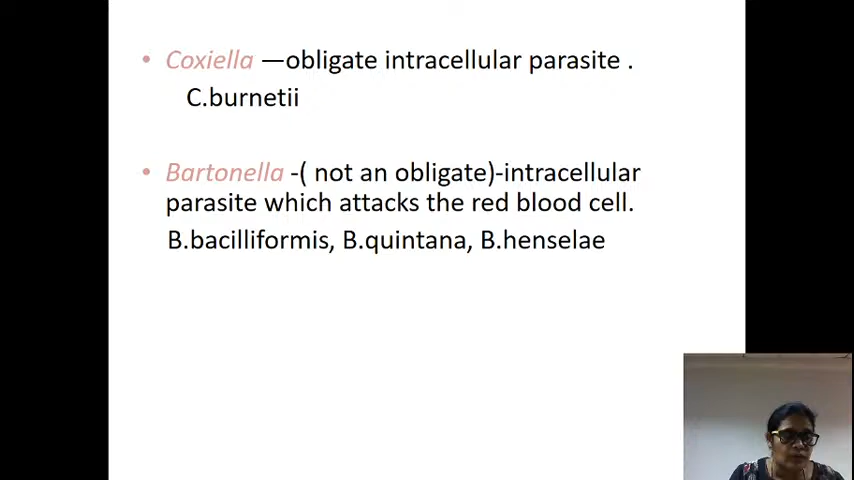 • Coxiella —obligate intracellular parasite .
C.burnetii
• Bartonella -( not an obligate)-intracellular
parasite which attacks the red blood cell.
B.bacilliformis, B.quintana, B.henselae